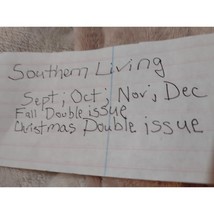 Southern Living
Sept; Oct; Nov; Dec
Fall Double issue
Christmas Double issue